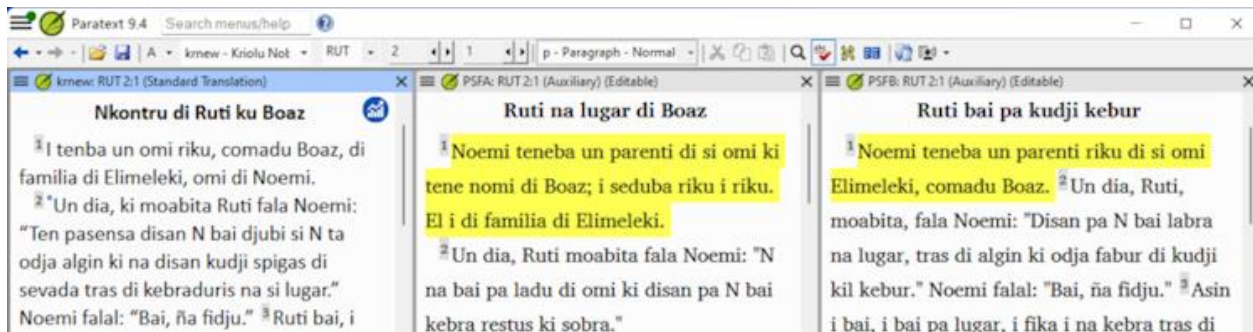 Paratext 9.4 Search menus/help
A krnew - Kriolu Not RUT 2 1 p - Paragraph - Normal
krnew: RUT 2:1 (Standard Translation)
Nkontru di Ruti ku Boaz
1 I tenba un omi riku, comadu Boaz, di
familia di Elimeleki, omi di Noemi.
2 *Un dia, ki moabita Ruti fala Noemi:
“Ten pasensa disan N bai djubi si N ta
odja algin ki na disan kudji spigas di
sevada tras di kebraduris na si lugar.”
Noemi falal: “Bai, ña fidju.” 3 Ruti bai, i
PSFA: RUT 2:1 (Auxiliary) (Editable)
Ruti na lugar di Boaz
1 Noemi teneba un parenti di si omi ki
tene nomi di Boaz; i seduba riku i riku.
El i di familia di Elimeleki.
2 Un dia, Ruti moabita fala Noemi: "N
na bai pa ladu di omi ki disan pa N bai
kebra restus ki sobra."
PSFB: RUT 2:1 (Auxiliary) (Editable)
Ruti bai pa kudji kebur
1 Noemi teneba un parenti riku di si omi
Elimeleki, comadu Boaz. 2 Un dia, Ruti,
moabita, fala Noemi: "Disan pa N bai labra
na lugar, tras di algin ki odja fabur di kudji
kil kebur." Noemi falal: "Bai, ña fidju." 3 Asin
i bai, i bai pa lugar, i fika i na kebra tras di